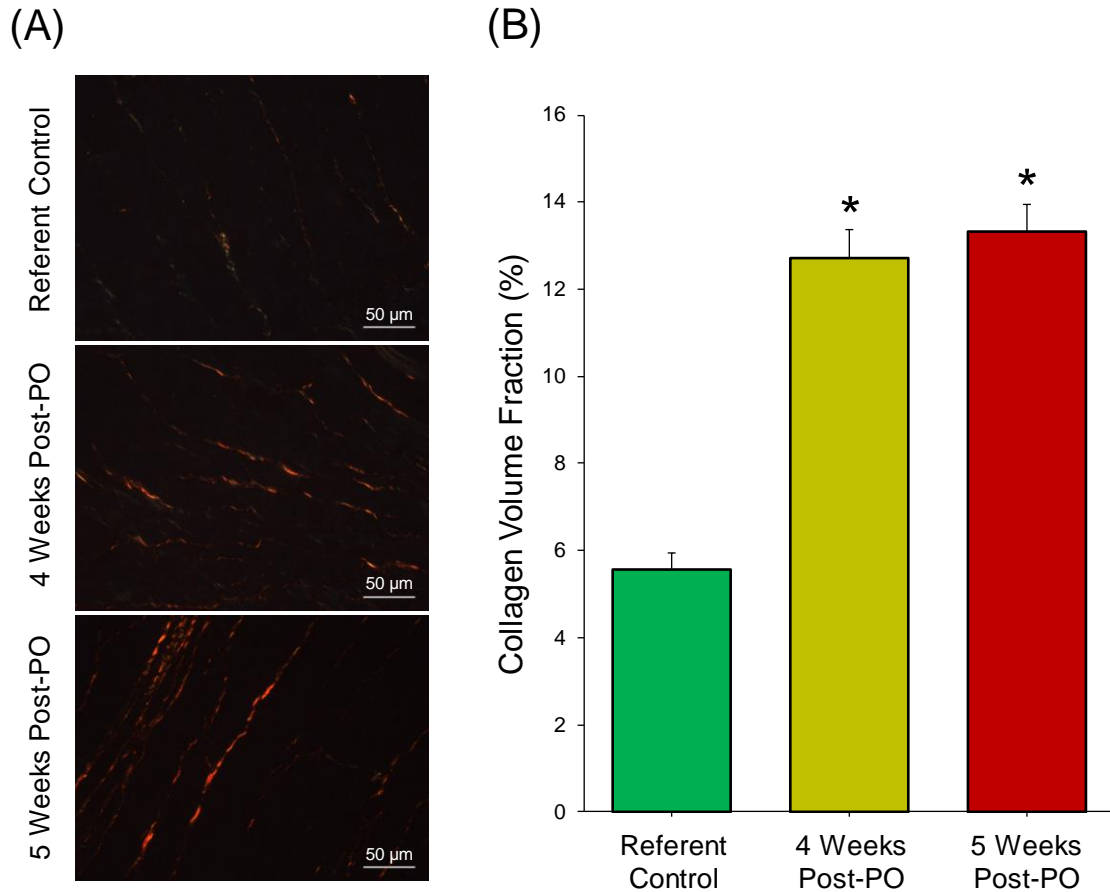 (A)
Referent Control
50 µm
4 Weeks Post-PO
50 µm
5 Weeks Post-PO
50 µm
(B)
Collagen Volume Fraction (%)
16
14
12
10
8
6
4
2
0
*
*
Referent
Control
4 Weeks
Post-PO
5 Weeks
Post-PO